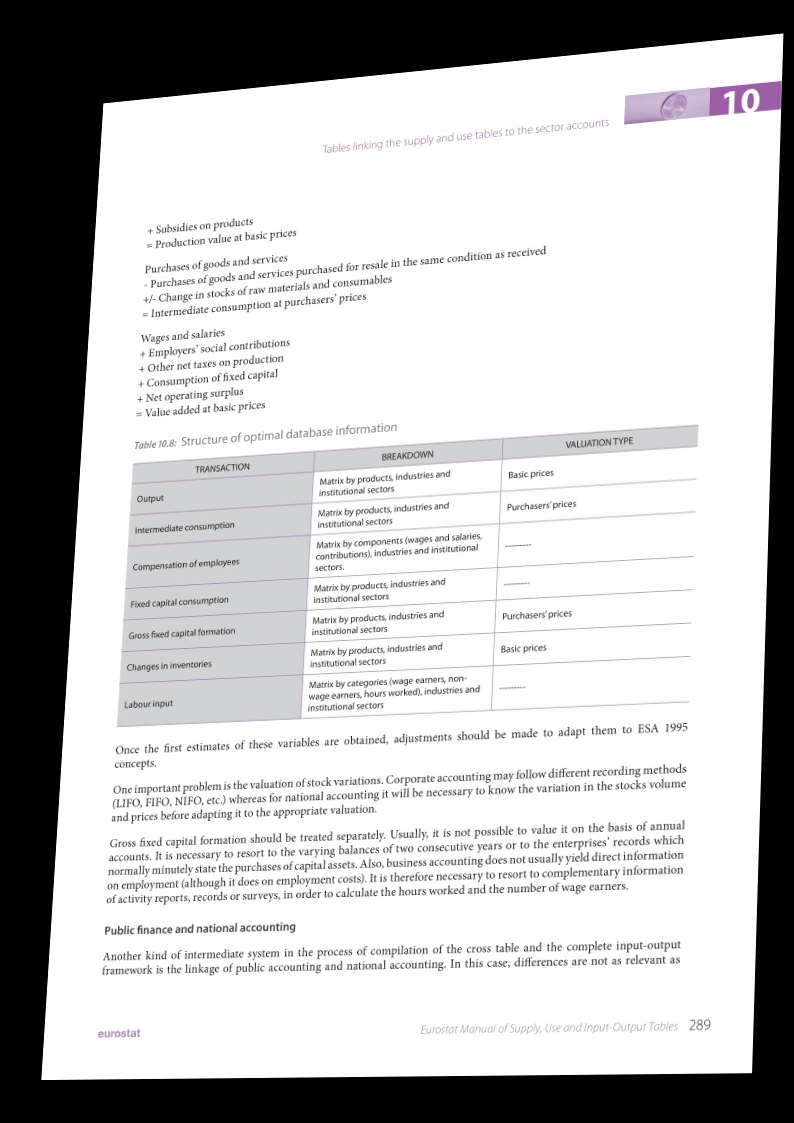 10
Tables linking the supply and use tables to the sector accounts
+ Subsidies on products
= Production value at basic prices
Purchases of goods and services
- Purchases of goods and services purchased for resale in the same condition as received
+/- Change in stocks of raw materials and consumables
= Intermediate consumption at purchasers' prices
Wages and salaries
+ Employers' social contributions
+ Other net taxes on production
+ Consumption of fixed capital
+ Net operating surplus
= Value added at basic prices
Table 10.8: Structure of optimal database information
TRANSACTION BREAKDOWN VALUATION TYPE
Output
Matrix by products, industries and
institutional sectors
Basic prices
Intermediate consumption
Matrix by products, industries and
institutional sectors
Purchasers' prices
Compensation of employees
Matrix by components (wages and salaries,
contributions), industries and institutional
sectors.
----------
Fixed capital consumption
Matrix by products, industries and
institutional sectors
----------
Gross fixed capital formation
Matrix by products, industries and
institutional sectors
Purchasers' prices
Changes in inventories
Matrix by products, industries and
institutional sectors
Basic prices
Labour input
Matrix by categories (wage earners, non-
wage earners, hours worked), industries and
institutional sectors
----------
Once the first estimates of these variables are obtained, adjustments should be made to adapt them to ESA 1995
concepts.
One important problem is the valuation of stock variations. Corporate accounting may follow different recording methods
(LIFO, FIFO, NIFO, etc.) whereas for national accounting it will be necessary to know the variation in the stocks volume
and prices before adapting it to the appropriate valuation.
Gross fixed capital formation should be treated separately. Usually, it is not possible to value it on the basis of annual
accounts. It is necessary to resort to the varying balances of two consecutive years or to the enterprises' records which
normally minutely state the purchases of capital assets. Also, business accounting does not usually yield direct information
on employment (although it does on employment costs). It is therefore necessary to resort to complementary information
of activity reports, records or surveys, in order to calculate the hours worked and the number of wage earners.
Public finance and national accounting
Another kind of intermediate system in the process of compilation of the cross table and the complete input-output
framework is the linkage of public accounting and national accounting. In this case, differences are not as relevant as
eurostat
Eurostat Manual of Supply, Use and Input-Output Tables 289